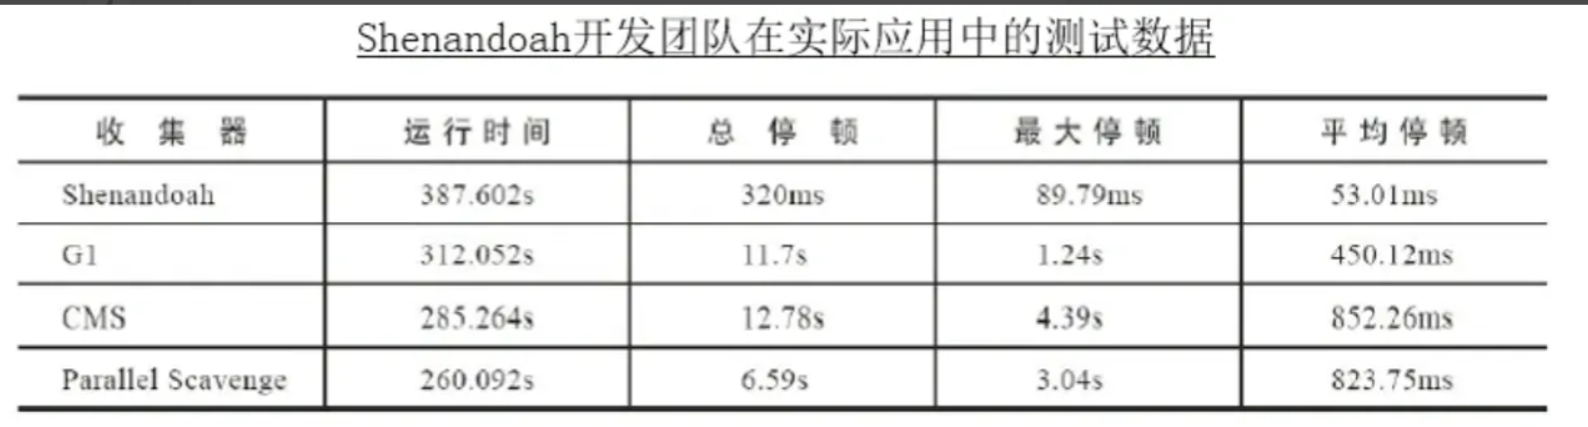 Shenandoah开发团队在实际应用中的测试数据
收 集 器 运行时间 总 停 顿 最大停顿 平均停顿
Shenandoah 387.602s 320ms 89.79ms 53.01ms
G1 312.052s 11.7s 1.24s 450.12ms
CMS 285.264s 12.78s 4.39s 852.26ms
Parallel Scavenge 260.092s 6.59s 3.04s 823.75ms